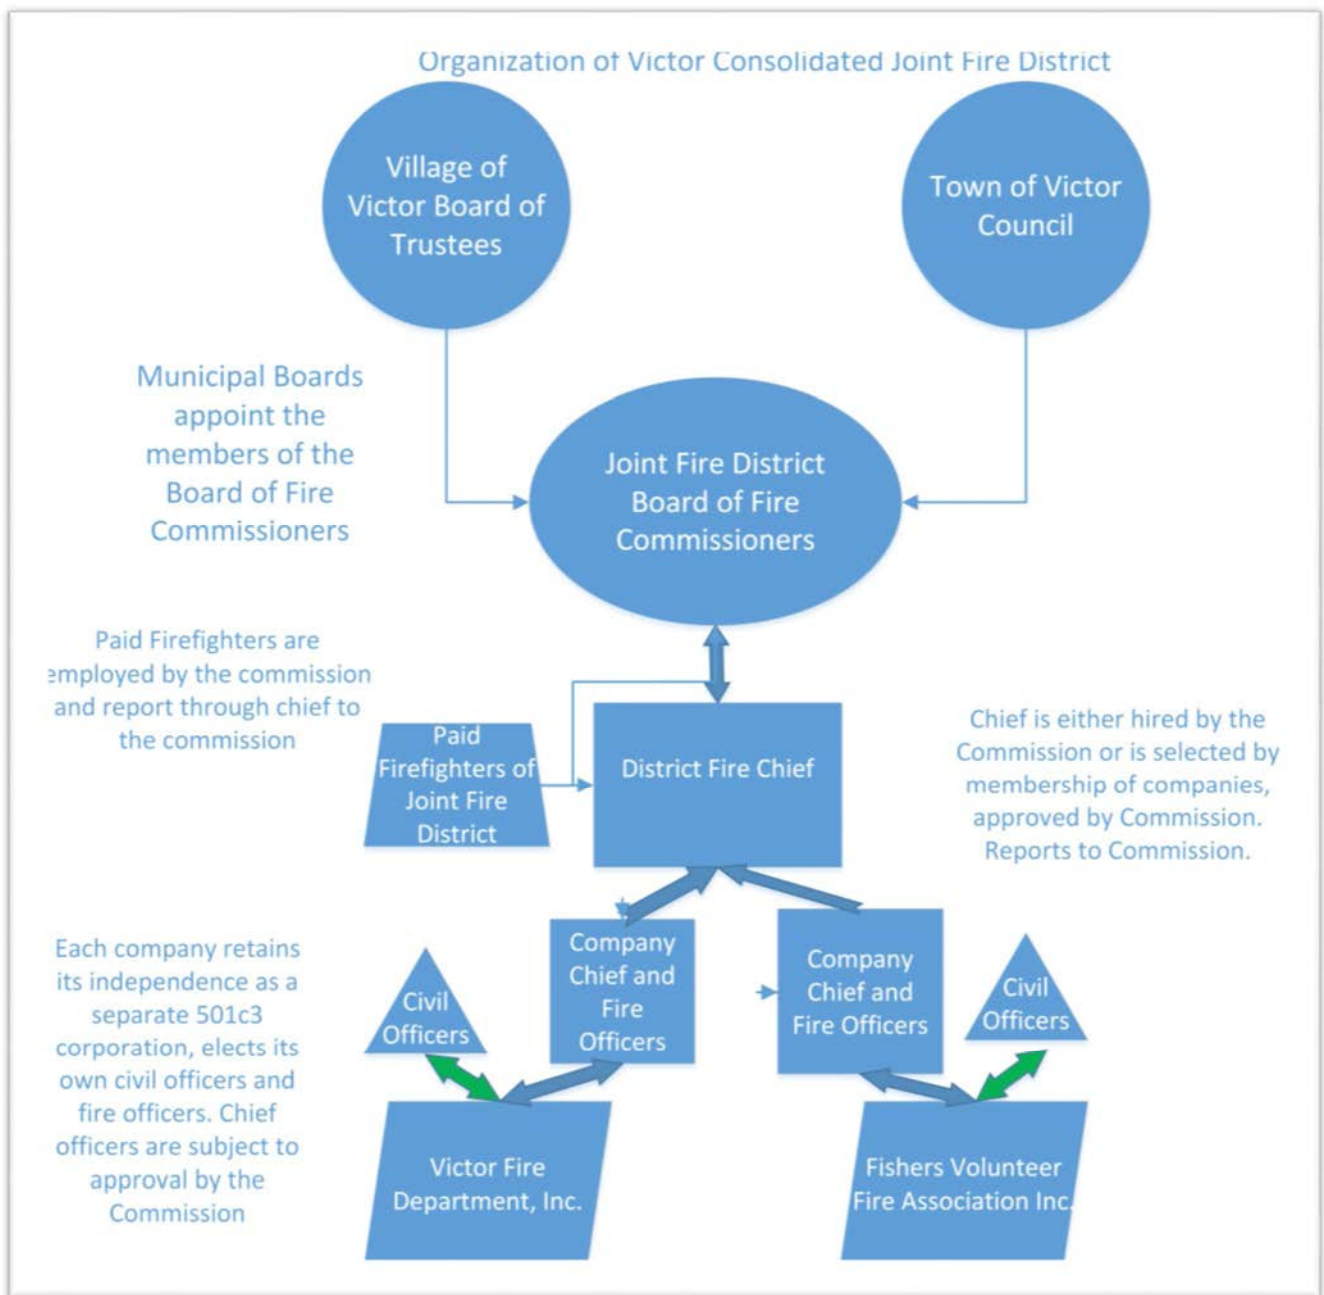 Organization of Victor Consolidated Joint Fire District
Village of
Victor Board of
Trustees
Town of Victor
Council
Municipal Boards
appoint the
members of the
Board of Fire
Commissioners
Joint Fire District
Board of Fire
Commissioners
Paid Firefighters are
employed by the commission
and report through chief to
the commission
Paid
Firefighters of
Joint Fire
District
District Fire Chief
Chief is either hired by the
Commission or is selected by
membership of companies,
approved by Commission.
Reports to Commission.
Each company retains
its independence as a
separate 501c3
corporation, elects its
own civil officers and
fire officers. Chief
officers are subject to
approval by the
Commission
Civil
Officers
Company
Chief and
Fire
Officers
Company
Chief and
Fire Officers
Civil
Officers
Victor Fire
Department, Inc.
Fishers Volunteer
Fire Association Inc.